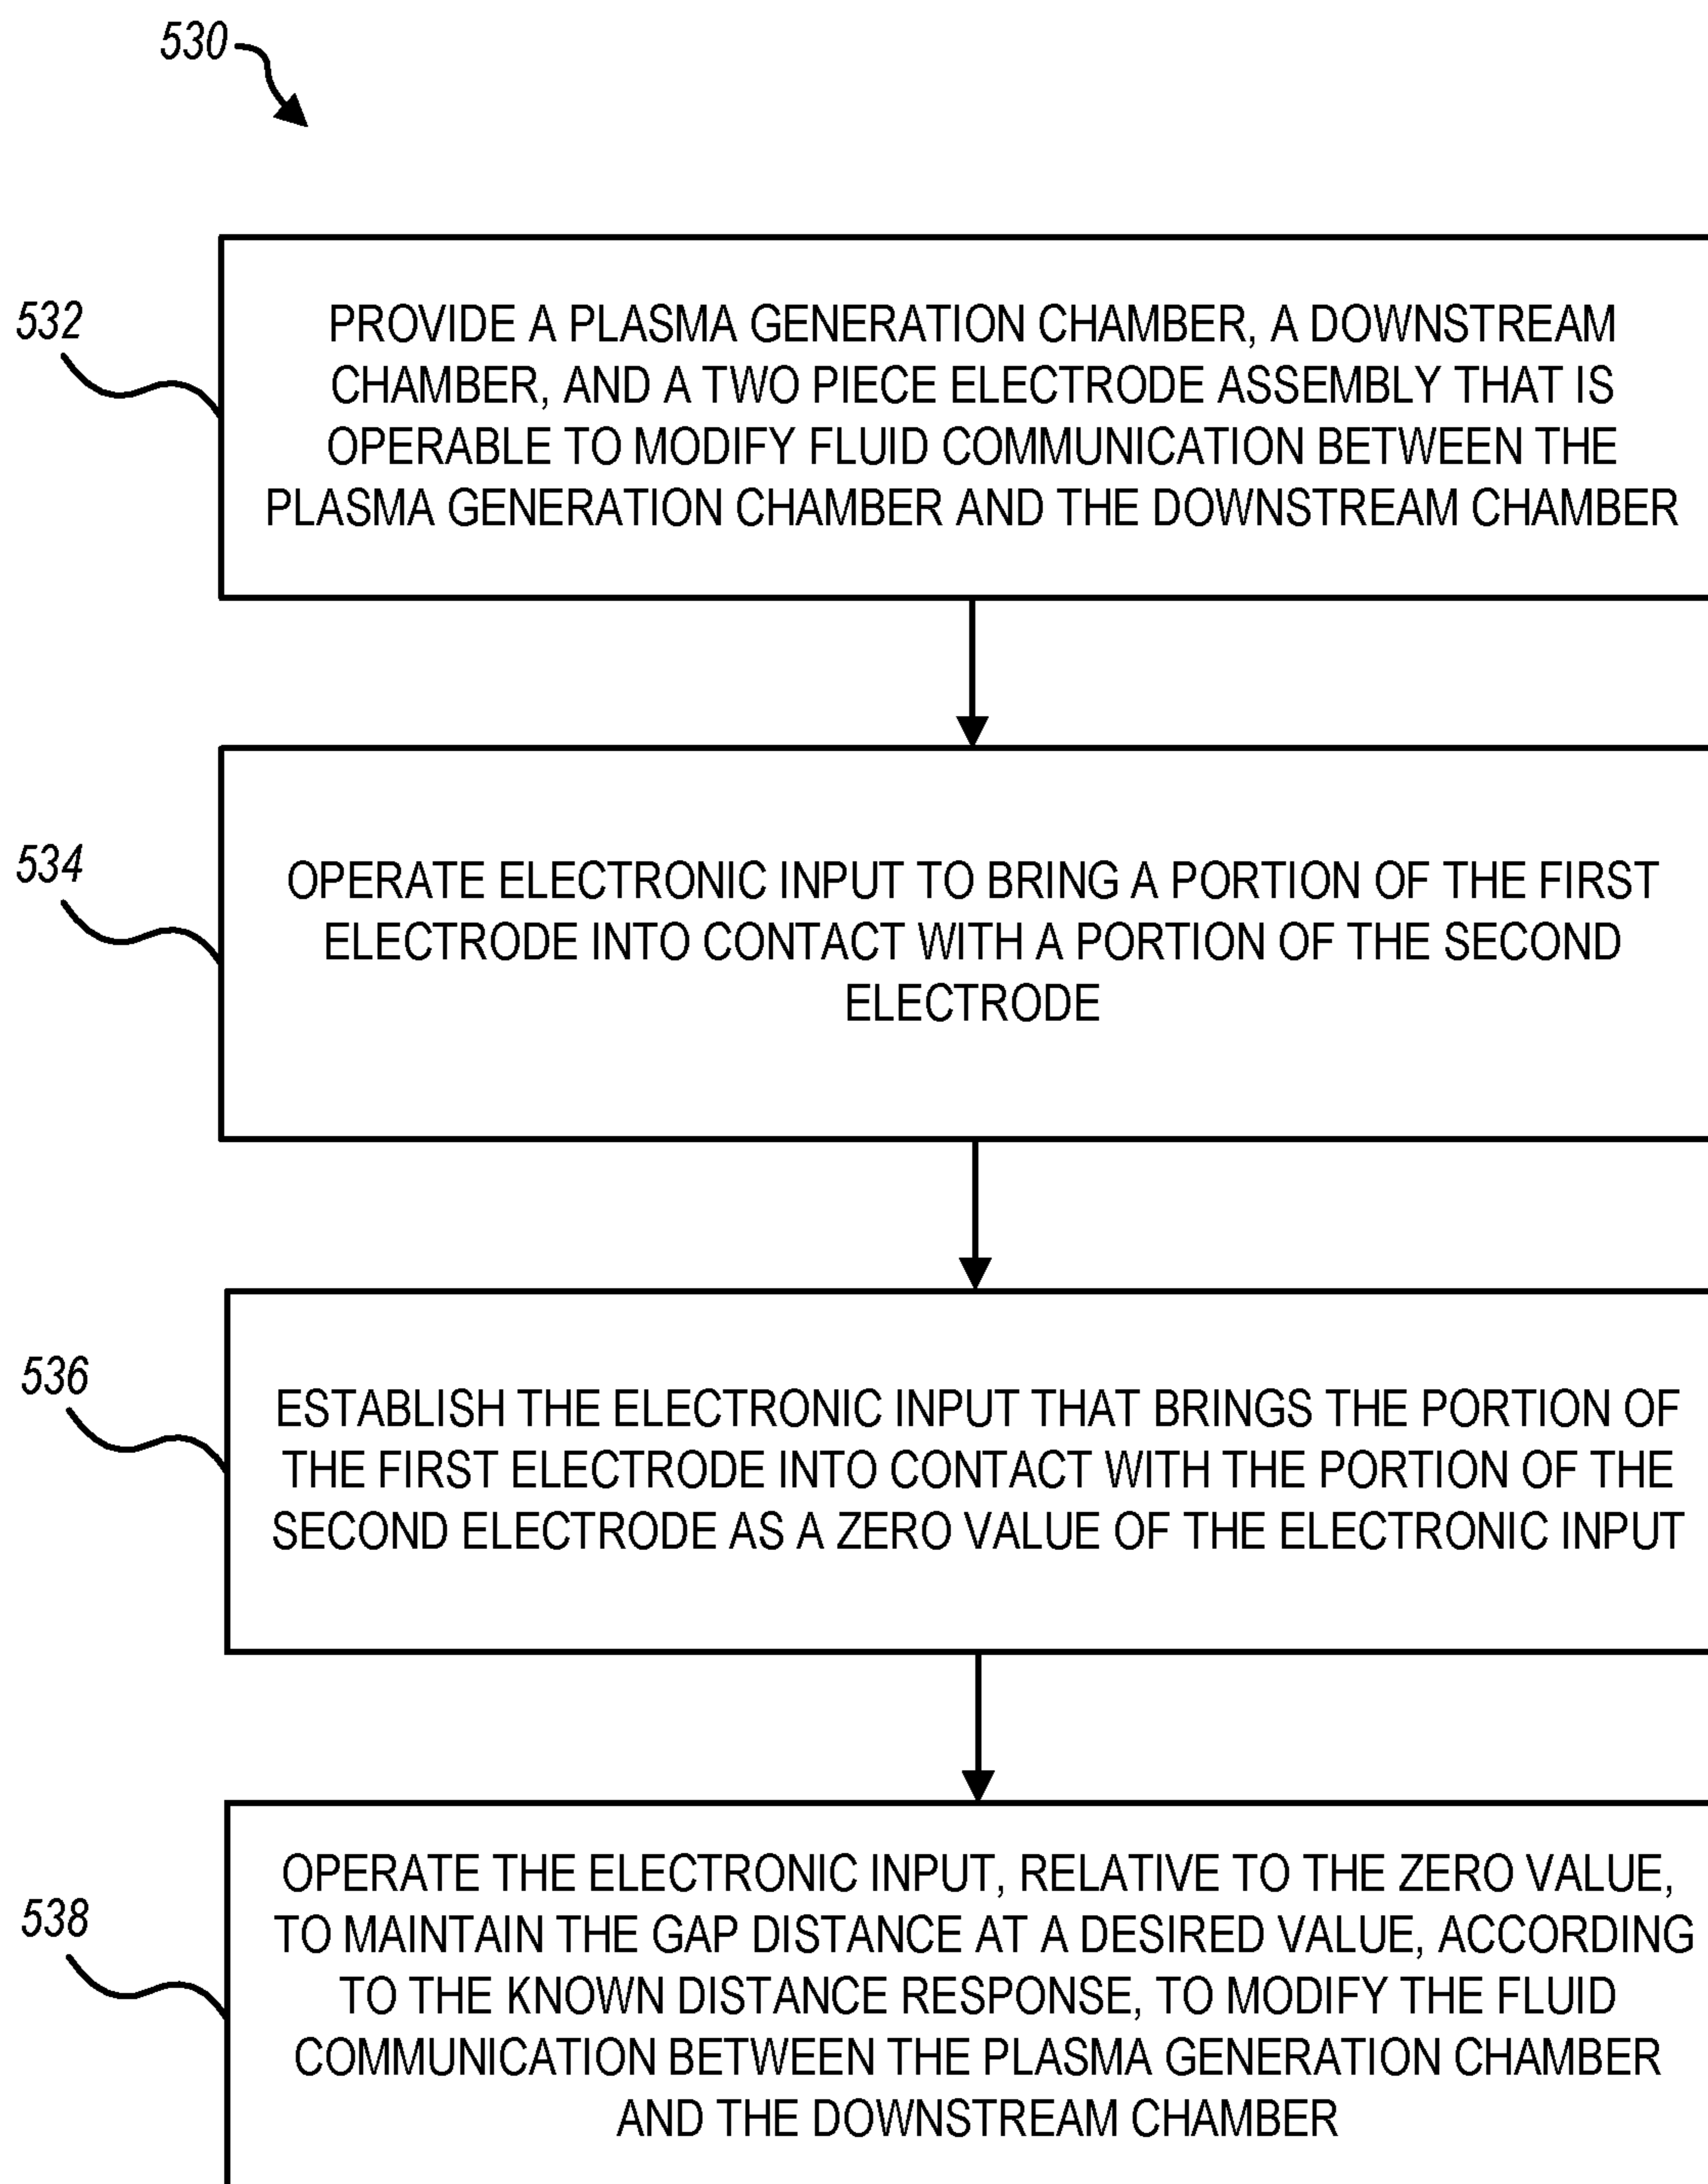 530
532
PROVIDE A PLASMA GENERATION CHAMBER, A DOWNSTREAM
CHAMBER, AND A TWO PIECE ELECTRODE ASSEMBLY THAT IS
OPERABLE TO MODIFY FLUID COMMUNICATION BETWEEN THE
PLASMA GENERATION CHAMBER AND THE DOWNSTREAM CHAMBER
534
OPERATE ELECTRONIC INPUT TO BRING A PORTION OF THE FIRST
ELECTRODE INTO CONTACT WITH A PORTION OF THE SECOND
ELECTRODE
536
ESTABLISH THE ELECTRONIC INPUT THAT BRINGS THE PORTION OF
THE FIRST ELECTRODE INTO CONTACT WITH THE PORTION OF THE
SECOND ELECTRODE AS A ZERO VALUE OF THE ELECTRONIC INPUT
538
OPERATE THE ELECTRONIC INPUT, RELATIVE TO THE ZERO VALUE,
TO MAINTAIN THE GAP DISTANCE AT A DESIRED VALUE, ACCORDING
TO THE KNOWN DISTANCE RESPONSE, TO MODIFY THE FLUID
COMMUNICATION BETWEEN THE PLASMA GENERATION CHAMBER
AND THE DOWNSTREAM CHAMBER